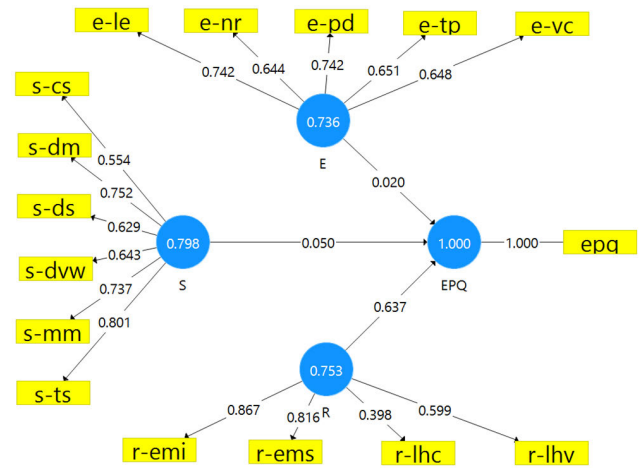 e-le
e-nr
e-pd
e-tp
e-vc
0.742
0.644
0.742
0.651
0.648
s-cs
s-dm
s-ds
s-dvw
s-mm
s-ts
0.554
0.752
0.629
0.643
0.737
0.801
0.736
E
0.020
0.798
S
0.050
1.000
EPQ
1.000
epq
0.637
0.753
R
0.867
0.816
0.398
0.599
r-emi
r-ems
r-lhc
r-lhv